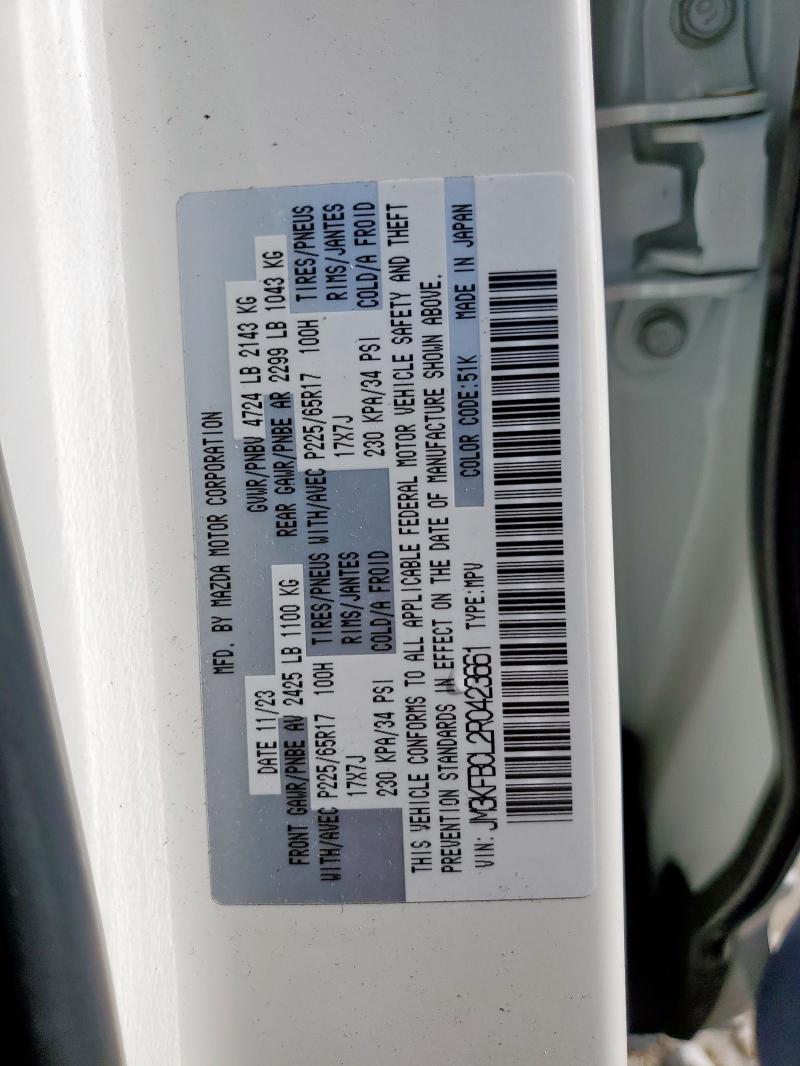 MFD. BY MAZDA MOTOR CORPORATION
DATE 11/23 GVWR/PNBV 4724 LB 2143 KG
FRONT GAWR/PNBE AV 2425 LB 1100 KG REAR GAWR/PNBE AR 2299 LB 1043 KG
WITH/AVEC P225/65R17 100H TIRES/PNEUS WITH/AVEC P225/65R17 100H TIRES/PNEUS
17X7J RIMS/JANTES 17X7J RIMS/JANTES
230 KPA/34 PSI COLD/A FROID 230 KPA/34 PSI COLD/A FROID
THIS VEHICLE CONFORMS TO ALL APPLICABLE FEDERAL MOTOR VEHICLE SAFETY AND THEFT
PREVENTION STANDARDS IN EFFECT ON THE DATE OF MANUFACTURE SHOWN ABOVE.
VIN: JM3KFBCL2R0423661 TYPE:MPV COLOR CODE:51K MADE IN JAPAN